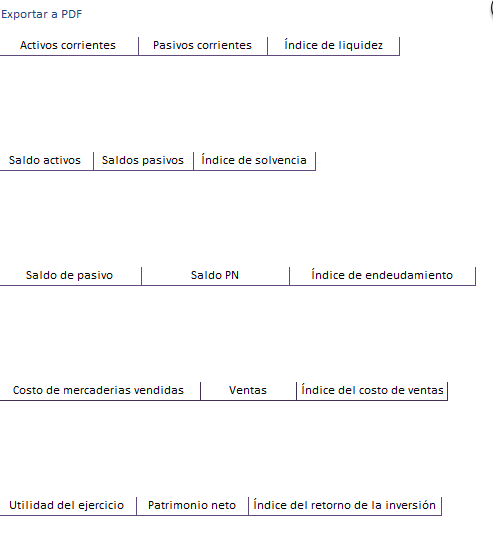 Exportar a PDF
Activos corrientes Pasivos corrientes Índice de liquidez
Saldo activos Saldos pasivos Índice de solvencia
Saldo de pasivo Saldo PN Índice de endeudamiento
Costo de mercaderias vendidas Ventas Índice del costo de ventas
Utilidad del ejercicio Patrimonio neto Índice del retorno de la inversión